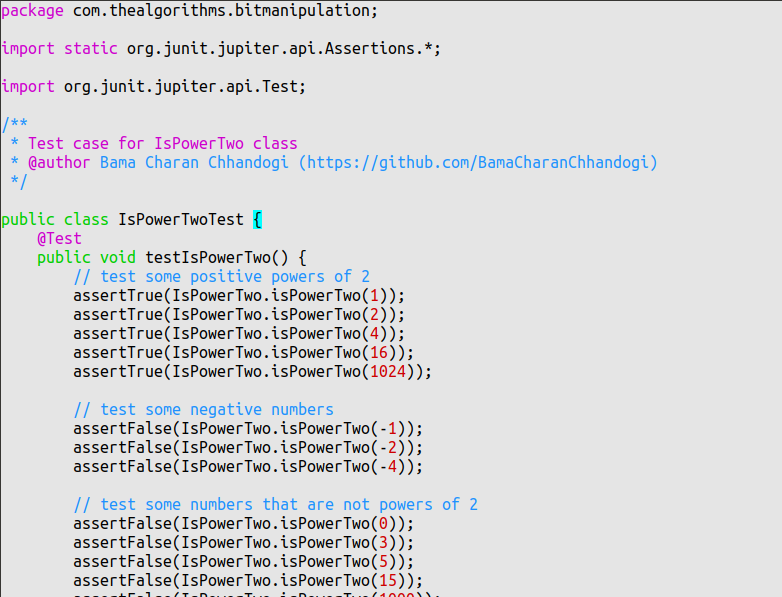 package com.thealgorithms.bitmanipulation;
import static org.junit.jupiter.api.Assertions.*;
import org.junit.jupiter.api.Test;
/**
 * Test case for IsPowerTwo class
 * @author Bama Charan Chhandogi (https://github.com/BamaCharanChhandogi)
 */
public class IsPowerTwoTest {
    @Test
    public void testIsPowerTwo() {
        // test some positive powers of 2
        assertTrue(IsPowerTwo.isPowerTwo(1));
        assertTrue(IsPowerTwo.isPowerTwo(2));
        assertTrue(IsPowerTwo.isPowerTwo(4));
        assertTrue(IsPowerTwo.isPowerTwo(16));
        assertTrue(IsPowerTwo.isPowerTwo(1024));
        // test some negative numbers
        assertFalse(IsPowerTwo.isPowerTwo(-1));
        assertFalse(IsPowerTwo.isPowerTwo(-2));
        assertFalse(IsPowerTwo.isPowerTwo(-4));
        // test some numbers that are not powers of 2
        assertFalse(IsPowerTwo.isPowerTwo(0));
        assertFalse(IsPowerTwo.isPowerTwo(3));
        assertFalse(IsPowerTwo.isPowerTwo(5));
        assertFalse(IsPowerTwo.isPowerTwo(15));